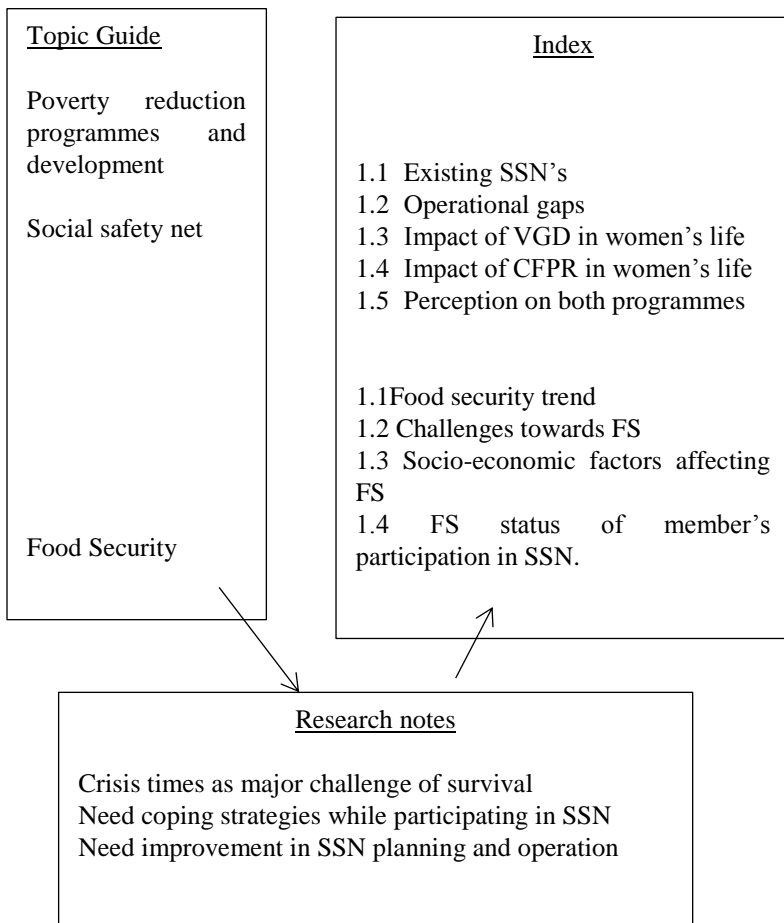 Topic Guide
Poverty reduction
programmes and
development
Social safety net
Food Security
Index
1.1 Existing SSN’s
1.2 Operational gaps
1.3 Impact of VGD in women’s life
1.4 Impact of CFPR in women’s life
1.5 Perception on both programmes
1.1Food security trend
1.2 Challenges towards FS
1.3 Socio-economic factors affecting
FS
1.4 FS status of member’s
participation in SSN.
Research notes
Crisis times as major challenge of survival
Need coping strategies while participating in SSN
Need improvement in SSN planning and operation